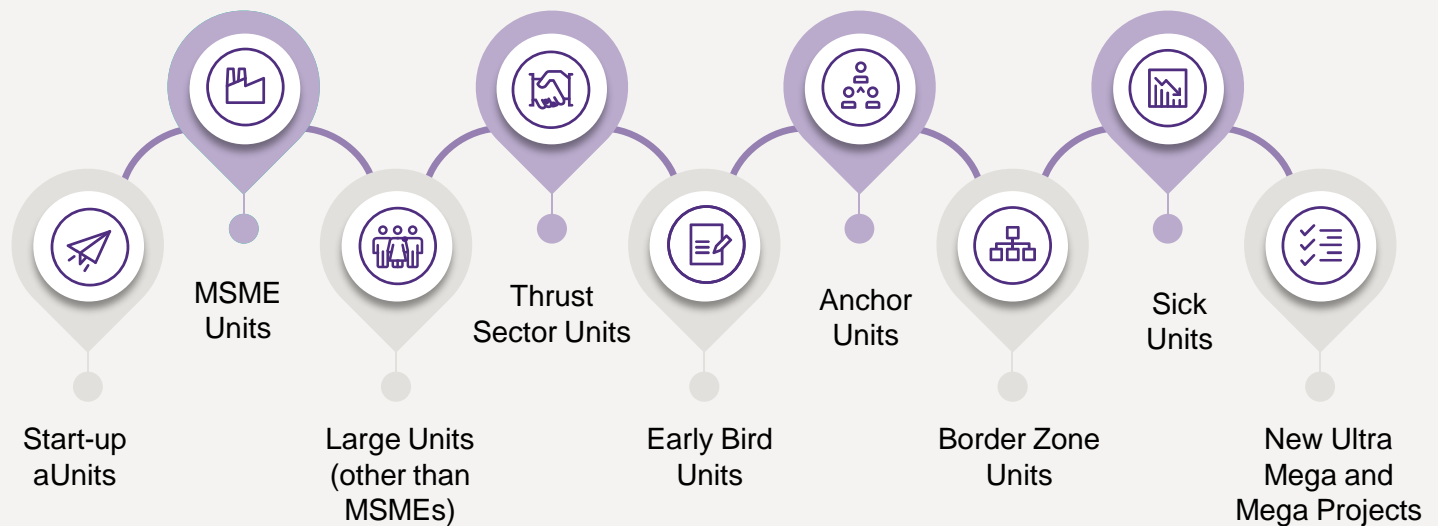 MSME
Units
Thrust
Sector Units
Anchor
Units
Sick
Units
Start-up
aUnits
Large Units
(other than
MSMEs)
Early Bird
Units
Border Zone
Units
New Ultra
Mega and
Mega Projects